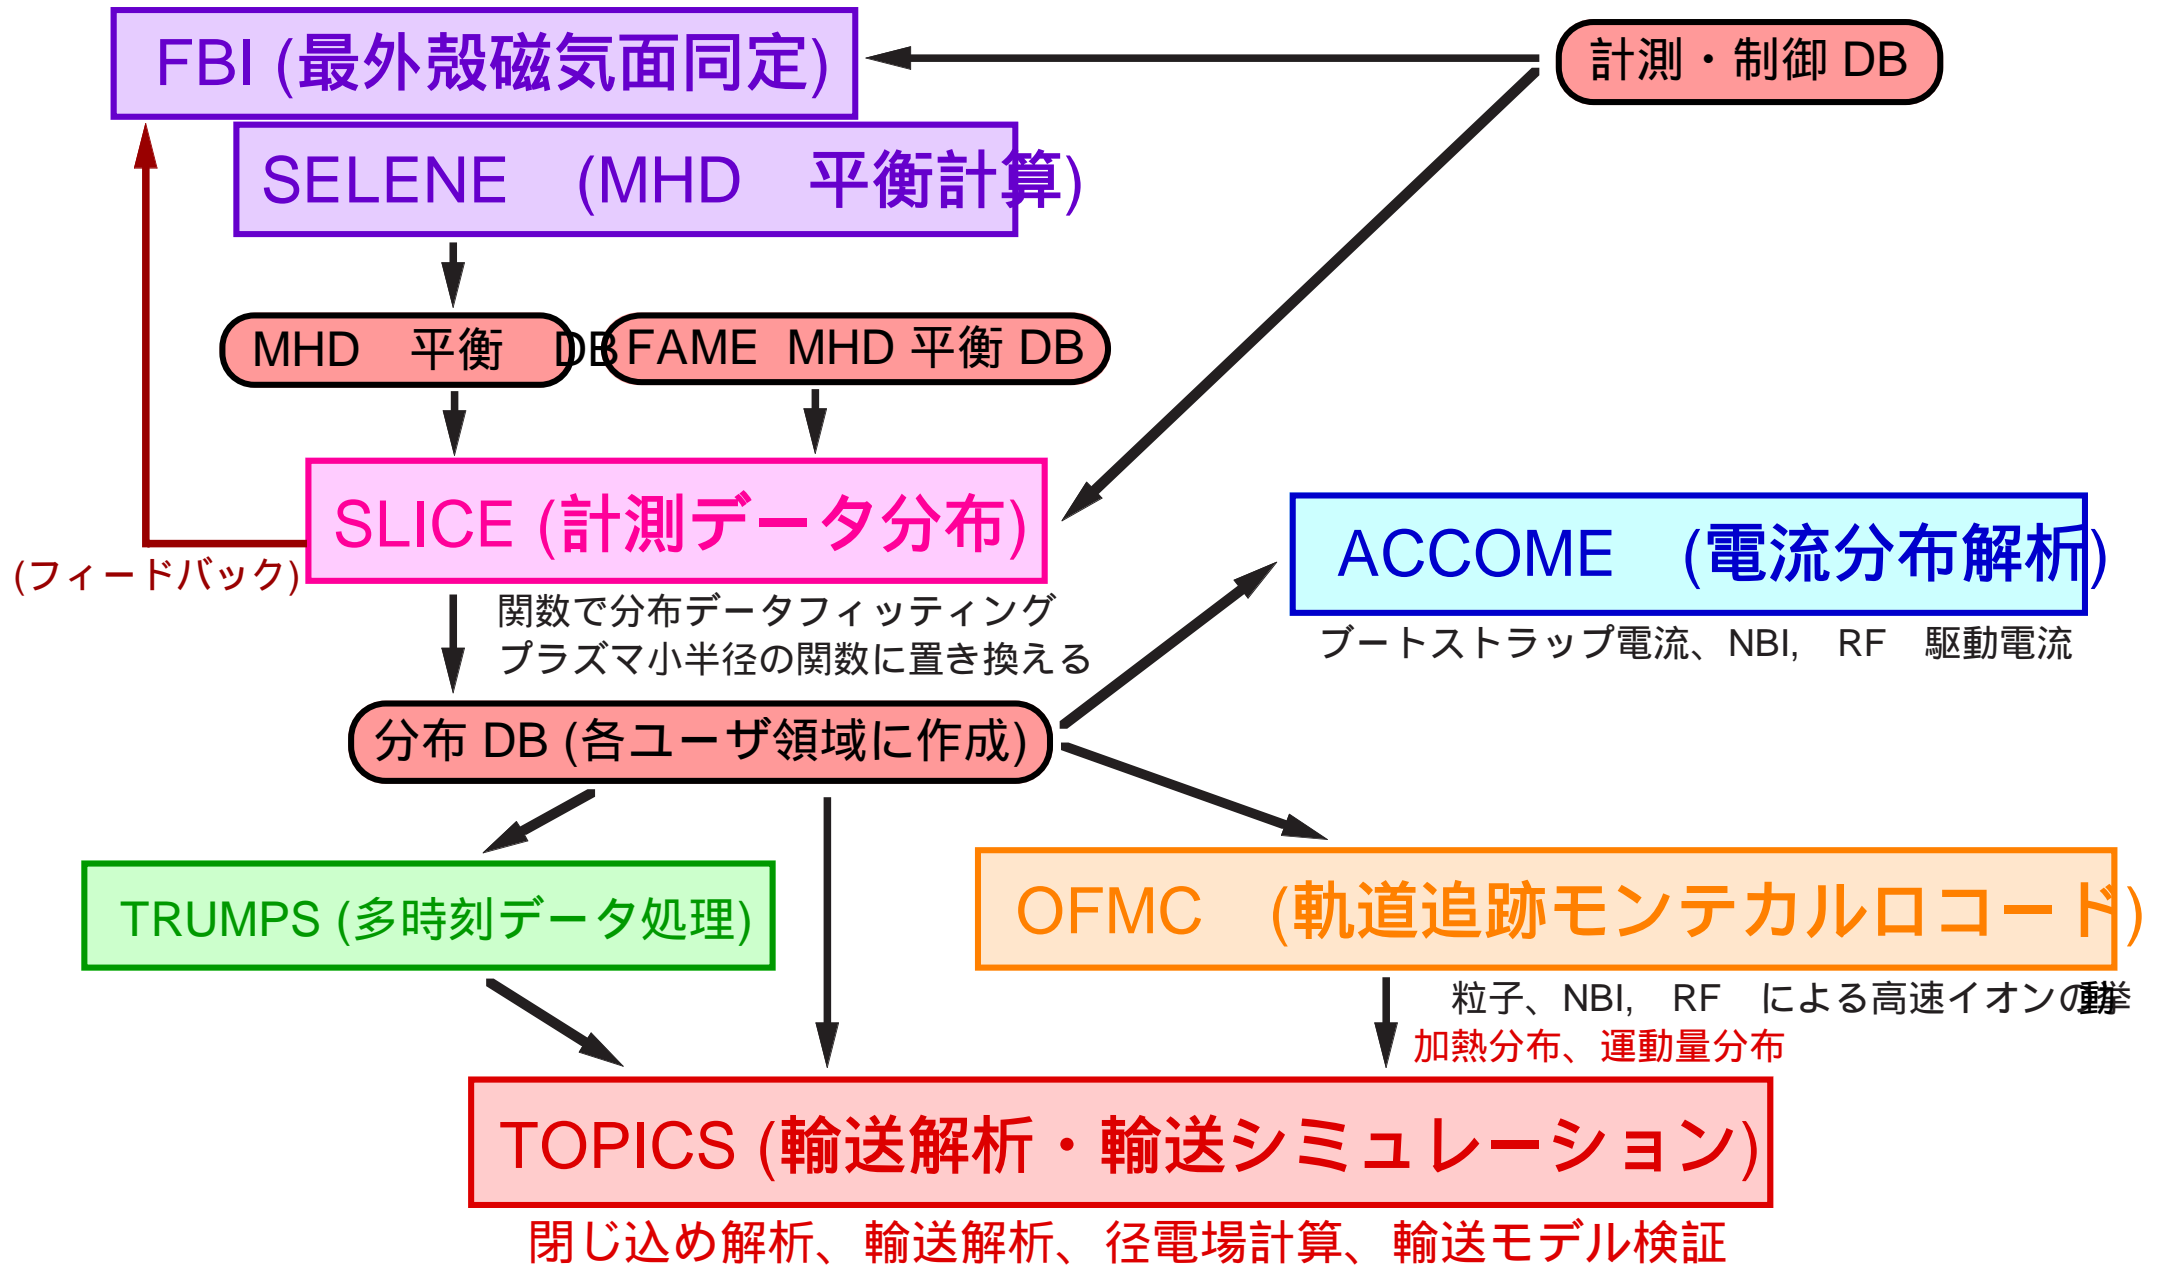 FBI (最外殻磁気面同定)
計測・制御 DB
SELENE (MHD 平衡計算)
MHD 平衡 DB
FAME MHD 平衡 DB
SLICE (計測データ分布)
(フィードバック)
関数で分布データフィッティング
プラズマ小半径の関数に置き換える
ACCOME (電流分布解析)
ブートストラップ電流、NBI, RF 駆動電流
分布 DB (各ユーザ領域に作成)
TRUMPS (多時刻データ処理)
OFMC (軌道追跡モンテカルロコード)
粒子、NBI, RF による高速イオンの挙動
加熱分布、運動量分布
TOPICS (輸送解析・輸送シミュレーション)
閉じ込め解析、輸送解析、径電場計算、輸送モデル検証